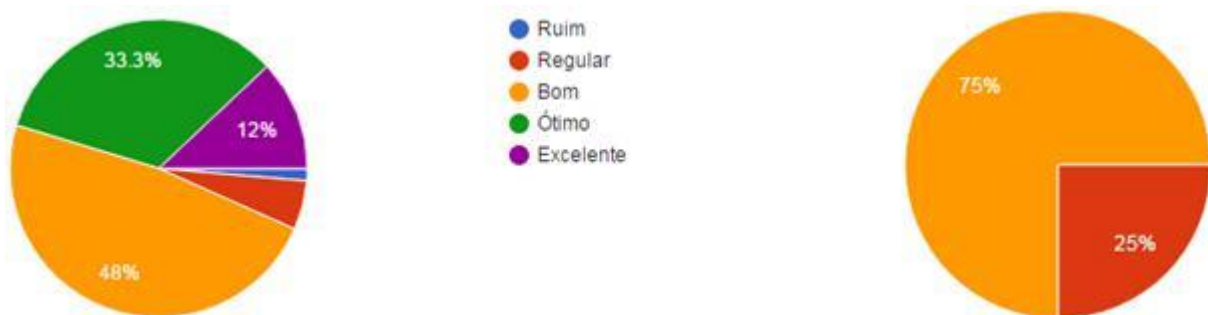 33.3%
12%
48%
Ruim
Regular
Bom
Ótimo
Excelente
75%
25%